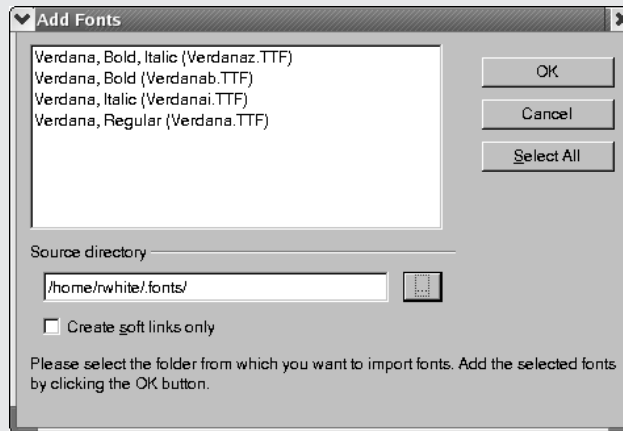 Add Fonts
Verdana, Bold, Italic (Verdanaz.TTF)
Verdana, Bold (Verdanab.TTF)
Verdana, Italic (Verdanai.TTF)
Verdana, Regular (Verdana.TTF)
OK
Cancel
Select All
Source directory
/home/rwhite/.fonts/
...
Create soft links only
Please select the folder from which you want to import fonts. Add the selected fonts
by clicking the OK button.